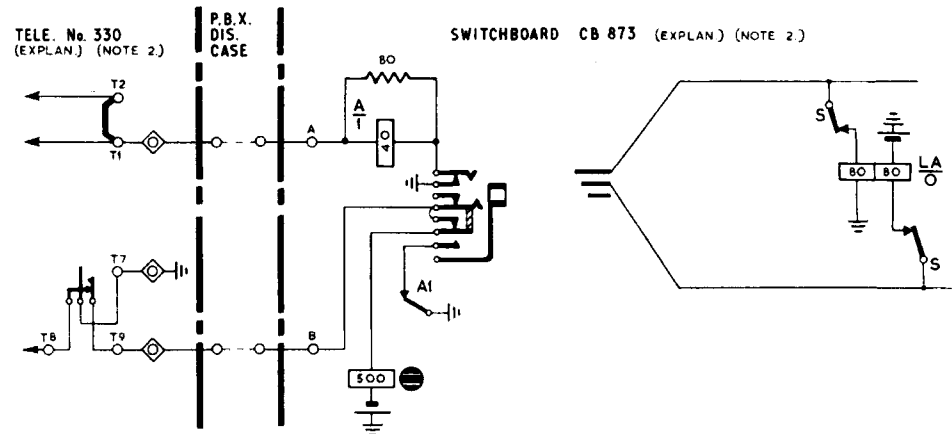 TELE. No. 330
(EXPLAN.) (NOTE 2.)
P.B.X.
DIS.
CASE
SWITCHBOARD CB 873 (EXPLAN.) (NOTE 2.)
T2
T1
A
80
A
1
40
S
80 80
LA
0
S
T7
A1
T8
T9
B
500